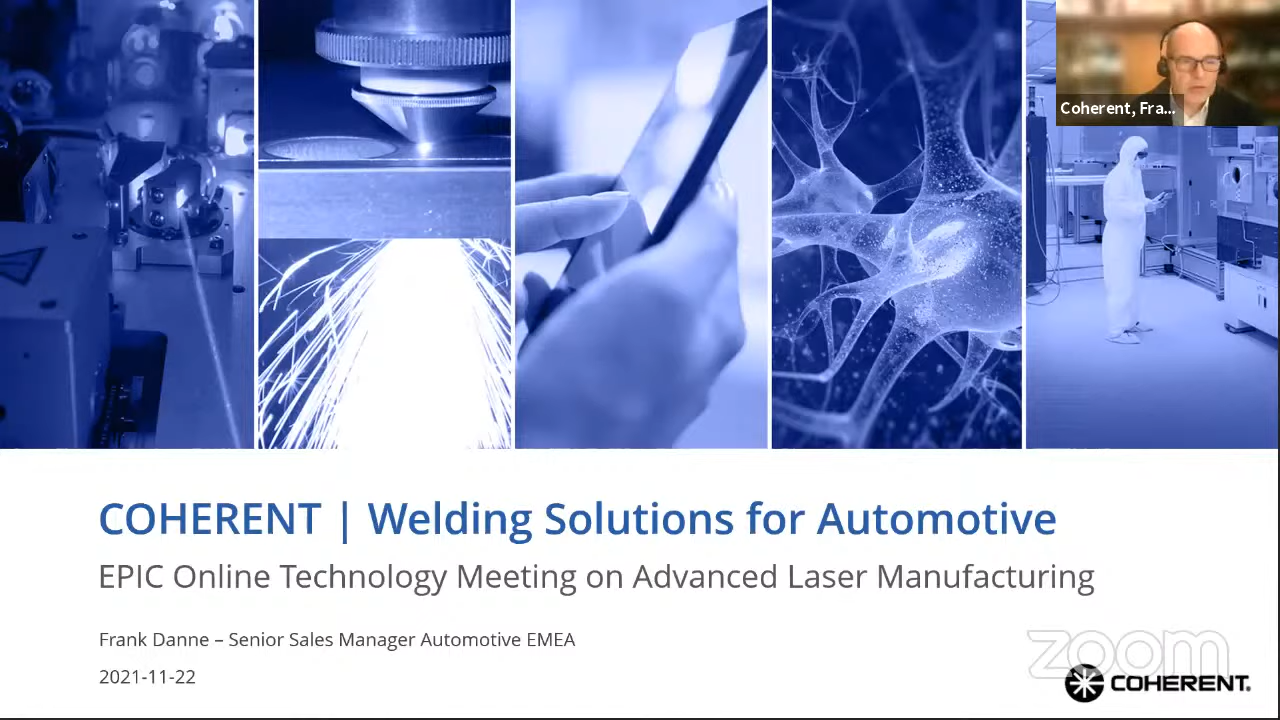 Coherent, Fra...
COHERENT | Welding Solutions for Automotive
EPIC Online Technology Meeting on Advanced Laser Manufacturing
Frank Danne – Senior Sales Manager Automotive EMEA
2021-11-22
zoom
COHERENT.